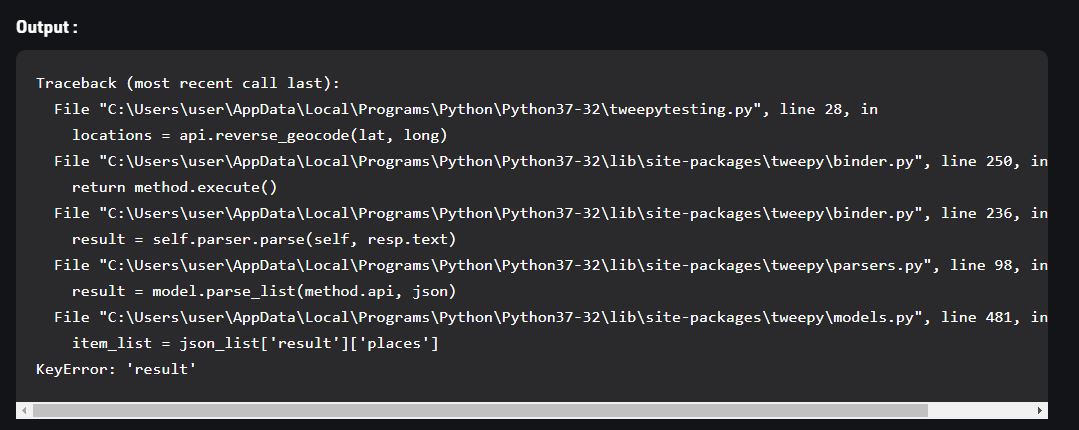 Output :
Traceback (most recent call last):
  File "C:\Users\user\AppData\Local\Programs\Python\Python37-32\tweepytesting.py", line 28, in
    locations = api.reverse_geocode(lat, long)
  File "C:\Users\user\AppData\Local\Programs\Python\Python37-32\lib\site-packages\tweepy\binder.py", line 250, in
    return method.execute()
  File "C:\Users\user\AppData\Local\Programs\Python\Python37-32\lib\site-packages\tweepy\binder.py", line 236, in
    result = self.parser.parse(self, resp.text)
  File "C:\Users\user\AppData\Local\Programs\Python\Python37-32\lib\site-packages\tweepy\parsers.py", line 98, in
    result = model.parse_list(method.api, json)
  File "C:\Users\user\AppData\Local\Programs\Python\Python37-32\lib\site-packages\tweepy\models.py", line 481, in
    item_list = json_list['result']['places']
KeyError: 'result'